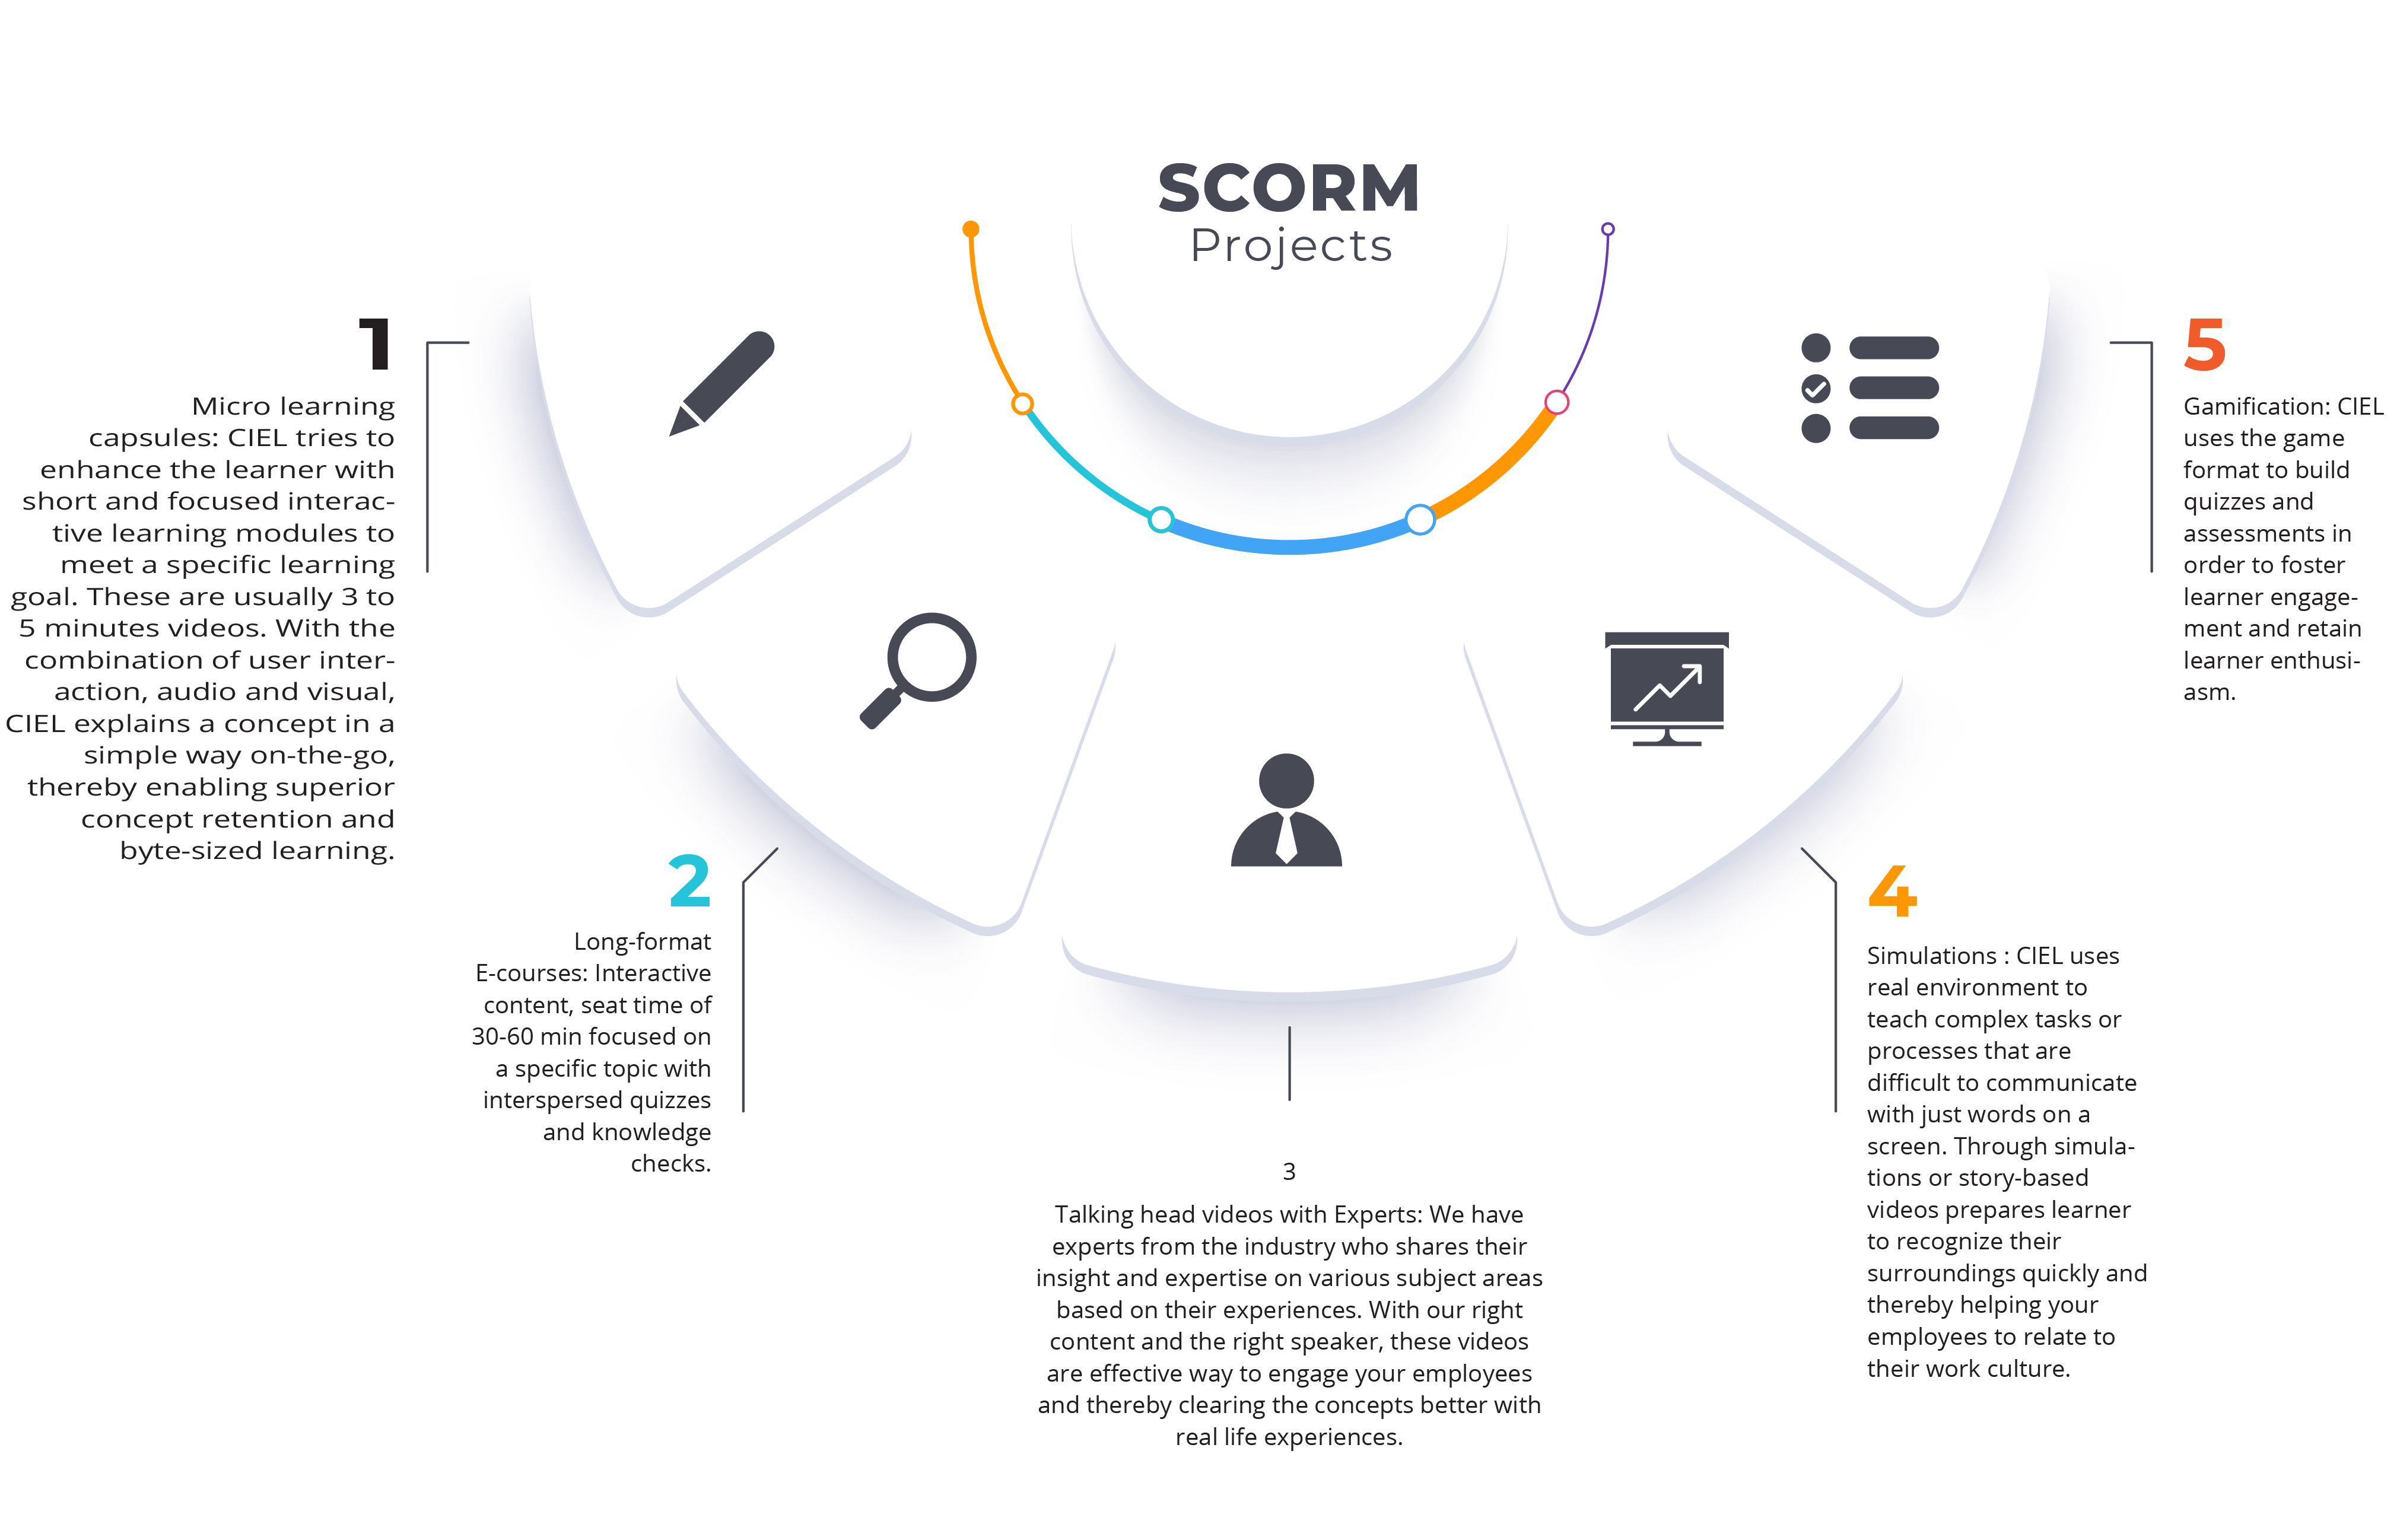 SCORM
Projects
1
Micro learning
capsules: CIEL tries to
enhance the learner with
short and focused interac-
tive learning modules to
meet a specific learning
goal. These are usually 3 to
5 minutes videos. With the
combination of user inter-
action, audio and visual,
CIEL explains a concept in a
simple way on-the-go,
thereby enabling superior
concept retention and
byte-sized learning.
2
Long-format
E-courses: Interactive
content, seat time of
30-60 min focused on
a specific topic with
interspersed quizzes
and knowledge
checks.
3
Talking head videos with Experts: We have
experts from the industry who shares their
insight and expertise on various subject areas
based on their experiences. With our right
content and the right speaker, these videos
are effective way to engage your employees
and thereby clearing the concepts better with
real life experiences.
4
Simulations : CIEL uses
real environment to
teach complex tasks or
processes that are
difficult to communicate
with just words on a
screen. Through simula-
tions or story-based
videos prepares learner
to recognize their
surroundings quickly and
thereby helping your
employees to relate to
their work culture.
5
Gamification: CIEL
uses the game
format to build
quizzes and
assessments in
order to foster
learner engage-
ment and retain
learner enthusi-
asm.